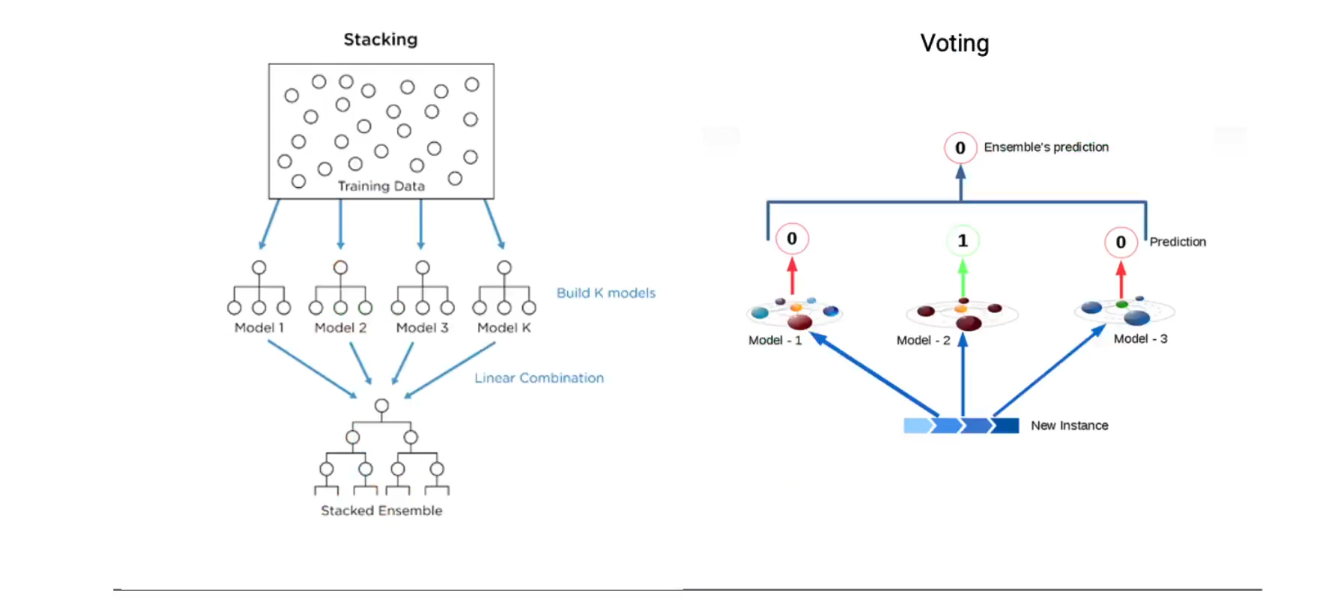 Stacking
Training Data
Build K models
Model 1
Model 2
Model 3
Model K
Linear Combination
Stacked Ensemble
Voting
0
Ensemble's prediction
0
1
0
Prediction
Model - 1
Model - 2
Model - 3
New Instance